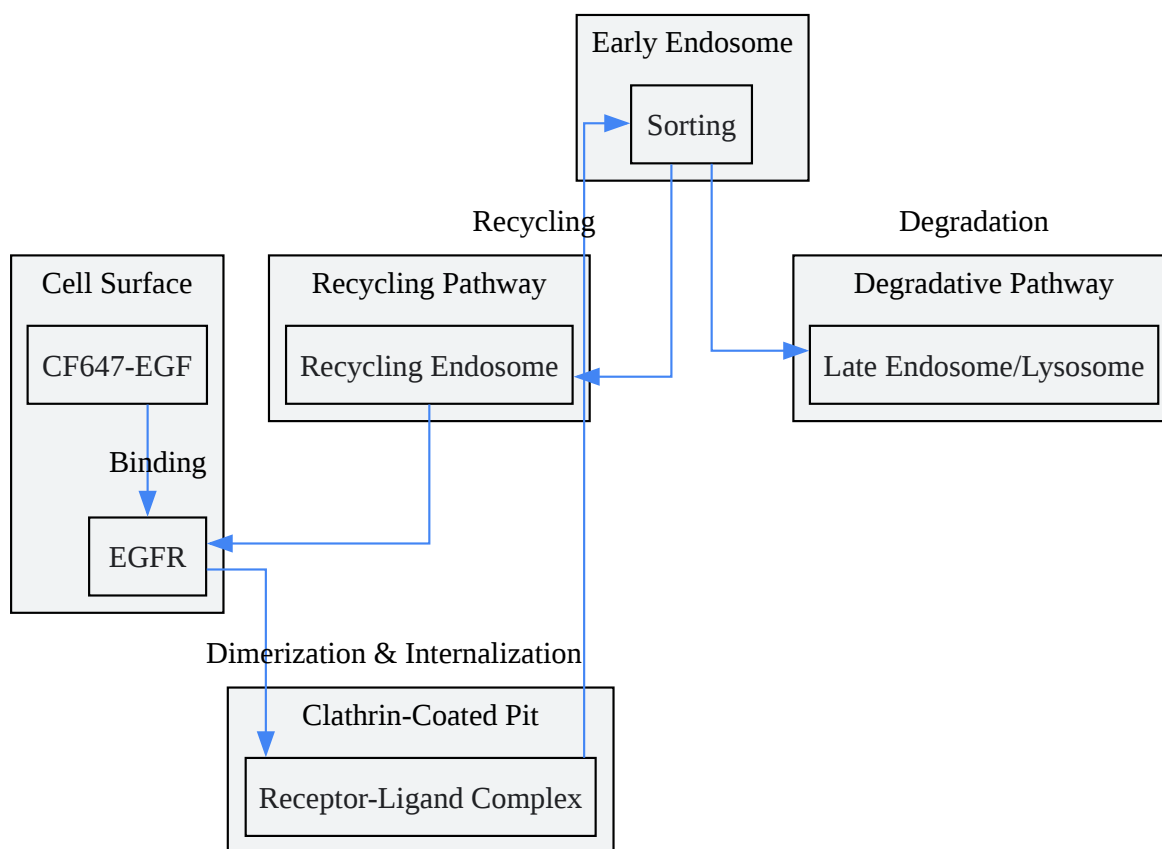 Early Endosome
Sorting
Recycling
Degradation
Cell Surface
Recycling Pathway
Degradative Pathway
CF647-EGF
Recycling Endosome
Late Endosome/Lysosome
Binding
EGFR
Dimerization & Internalization
Clathrin-Coated Pit
Receptor-Ligand Complex